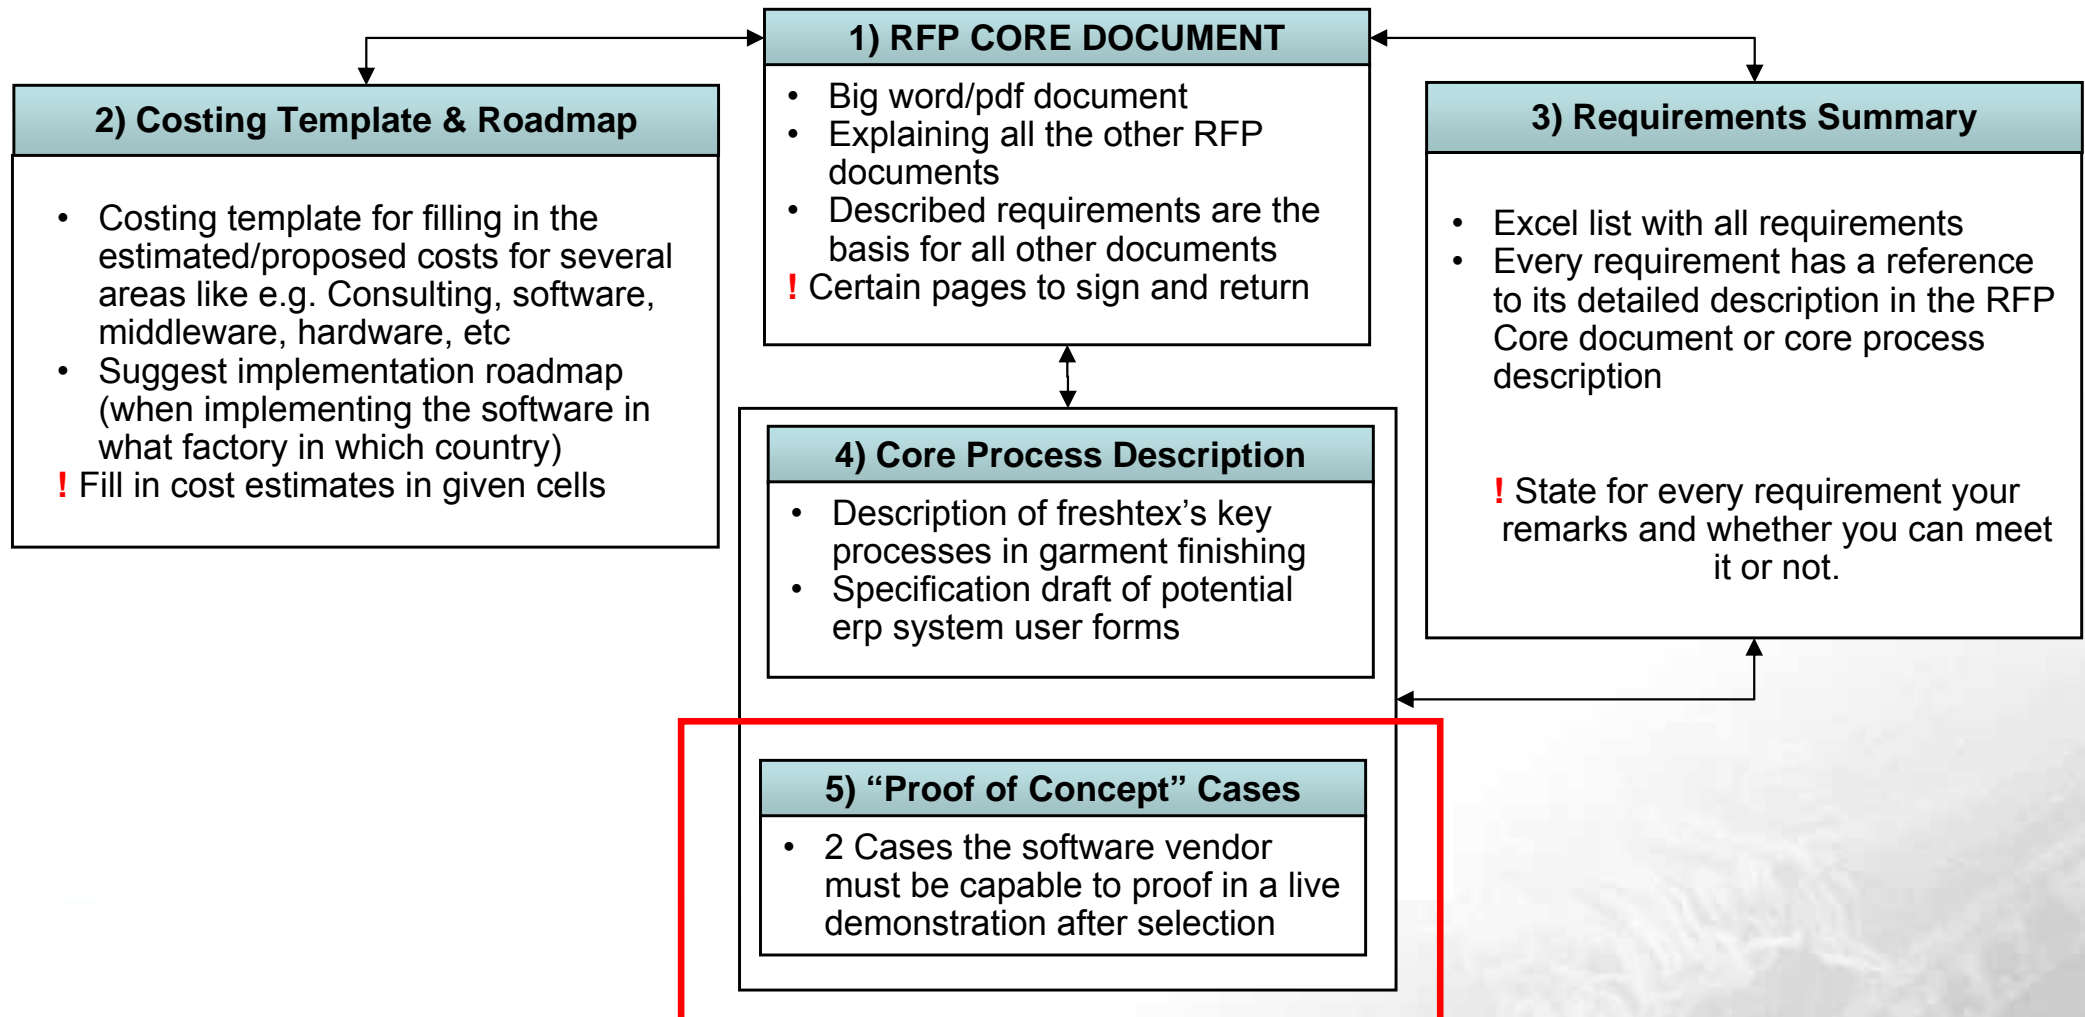 1) RFP CORE DOCUMENT
• Big word/pdf document
• Explaining all the other RFP
documents
• Described requirements are the
basis for all other documents
! Certain pages to sign and return
2) Costing Template & Roadmap
• Costing template for filling in the
estimated/proposed costs for several
areas like e.g. Consulting, software,
middleware, hardware, etc
• Suggest implementation roadmap
(when implementing the software in
what factory in which country)
! Fill in cost estimates in given cells
3) Requirements Summary
• Excel list with all requirements
• Every requirement has a reference
to its detailed description in the RFP
Core document or core process
description
! State for every requirement your
remarks and whether you can meet
it or not.
4) Core Process Description
• Description of freshtex’s key
processes in garment finishing
• Specification draft of potential
erp system user forms
5) “Proof of Concept” Cases
• 2 Cases the software vendor
must be capable to proof in a live
demonstration after selection